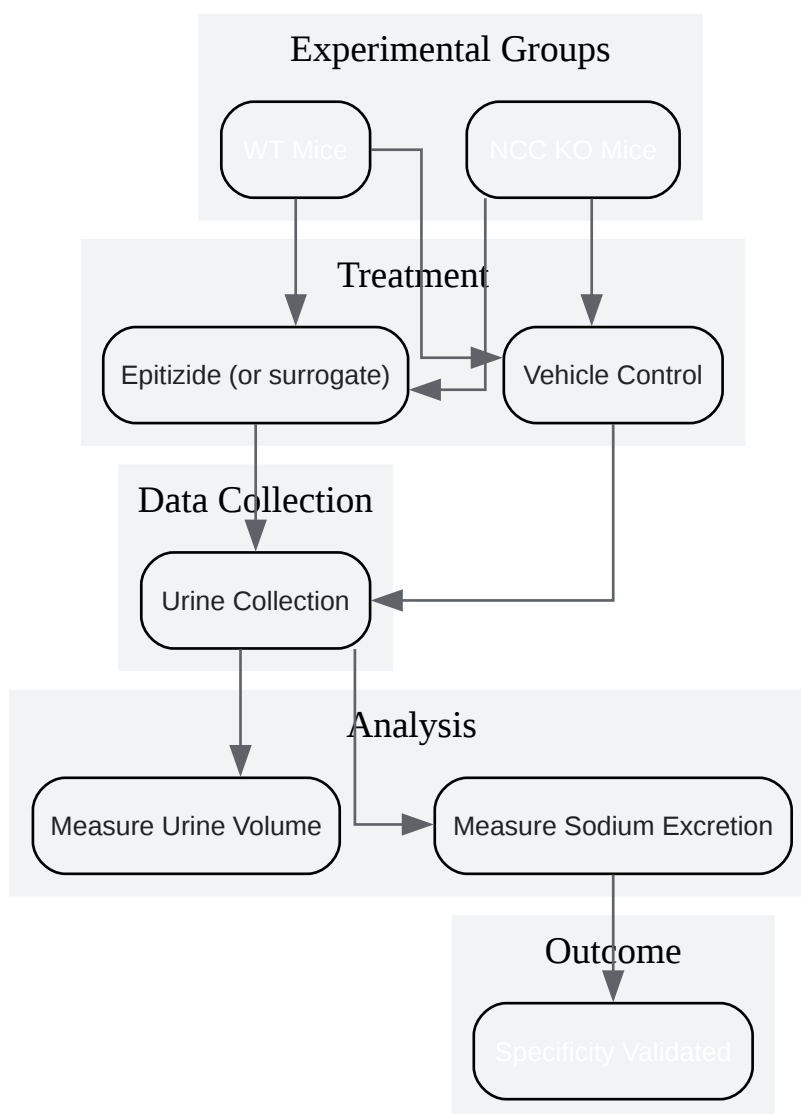 Experimental Groups
WT Mice
NCC KO Mice
Treatment
Epitizide (or surrogate)
Vehicle Control
Data Collection
Urine Collection
Analysis
Measure Urine Volume
Measure Sodium Excretion
Outcome
Specificity Validated